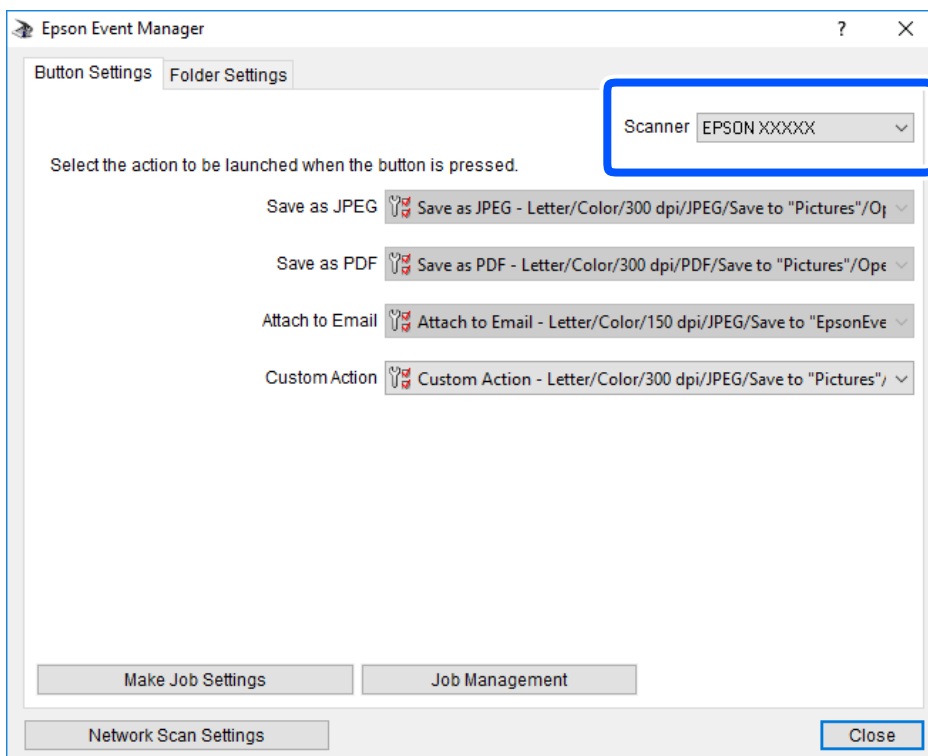 Epson Event Manager ? ×
Button Settings Folder Settings
Scanner EPSON XXXXX
Select the action to be launched when the button is pressed.
Save as JPEG Save as JPEG - Letter/Color/300 dpi/JPEG/Save to "Pictures"/Op
Save as PDF Save as PDF - Letter/Color/300 dpi/PDF/Save to "Pictures"/Ope
Attach to Email Attach to Email - Letter/Color/150 dpi/JPEG/Save to "EpsonEve
Custom Action Custom Action - Letter/Color/300 dpi/JPEG/Save to "Pictures"/
Make Job Settings Job Management
Network Scan Settings Close